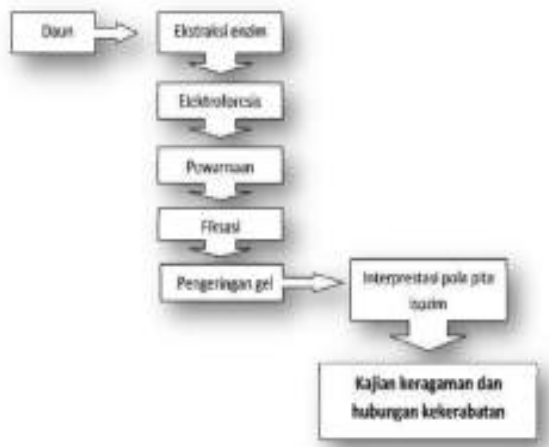 Daun
Ekstraksi enzim
Elektroforesis
Pewarnaan
Fiksasi
Pengeringan gel
Interprestasi pola pita
isozim
Kajian keragaman dan
hubungan kekerabatan